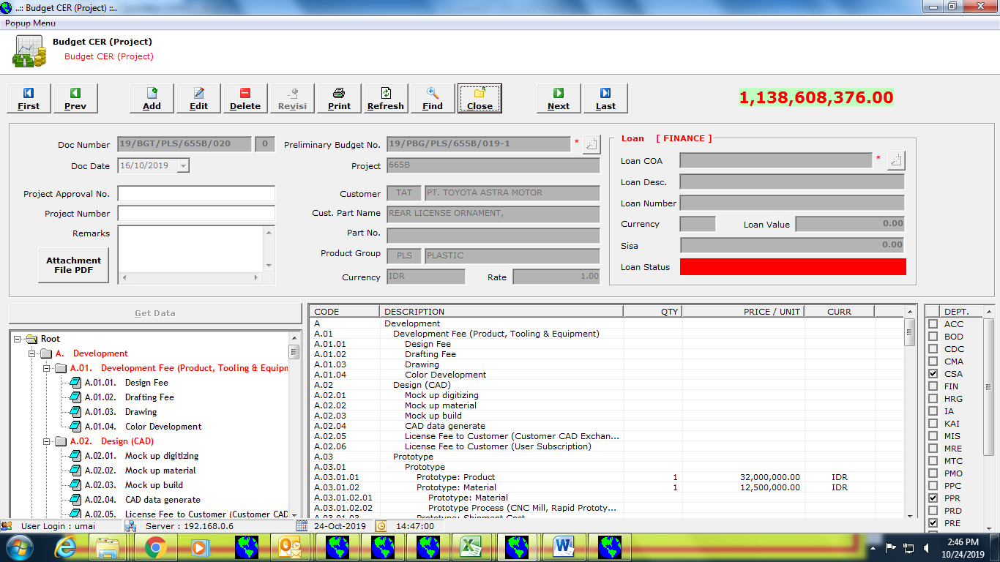 ..:: Budget CER (Project) ::..
Popup Menu
Budget CER (Project)
Budget CER (Project)
First
Prev
Add
Edit
Delete
Revisi
Print
Refresh
Find
Close
Next
Last
1,138,608,376.00
Doc Number 19/BGT/PLS/655B/020 0
Doc Date 16/10/2019
Project Approval No.
Project Number
Remarks
Attachment
File PDF
Preliminary Budget No. 19/PBG/PLS/655B/019-1 *
Project 665B
Customer TAT PT. TOYOTA ASTRA MOTOR
Cust. Part Name REAR LICENSE ORNAMENT,
Part No.
Product Group PLS PLASTIC
Currency IDR Rate 1.00
Loan [ FINANCE ]
Loan COA *
Loan Desc.
Loan Number
Currency Loan Value 0.00
Sisa 0.00
Loan Status
Get Data
Root
A. Development
A.01. Development Fee (Product, Tooling & Equipm
A.01.01. Design Fee
A.01.02. Drafting Fee
A.01.03. Drawing
A.01.04. Color Development
A.02. Design (CAD)
A.02.01. Mock up digitizing
A.02.02. Mock up material
A.02.03. Mock up build
A.02.04. CAD data generate
A.02.05. License Fee to Customer (Customer CAD
CODE DESCRIPTION QTY PRICE / UNIT CURR
A Development
A.01 Development Fee (Product, Tooling & Equipment)
A.01.01 Design Fee
A.01.02 Drafting Fee
A.01.03 Drawing
A.01.04 Color Development
A.02 Design (CAD)
A.02.01 Mock up digitizing
A.02.02 Mock up material
A.02.03 Mock up build
A.02.04 CAD data generate
A.02.05 License Fee to Customer (Customer CAD Exchan...
A.02.06 License Fee to Customer (User Subscription)
A.03 Prototype
A.03.01 Prototype
A.03.01.01 Prototype: Product 1 32,000,000.00 IDR
A.03.01.02 Prototype: Material 1 12,500,000.00 IDR
A.03.01.02.01 Prototype: Material
A.03.01.02.02 Prototype Process (CNC Mill, Rapid Prototy...
A.03.01.03 Prototype: Shipment Cost
DEPT.
ACC
BOD
CDC
CMA
CSA
FIN
HRG
IA
KAI
MIS
MRE
MTC
PMO
PPC
PPR
PRD
PRE
User Login : umai
Server : 192.168.0.6
24-Oct-2019
14:47:00
2:46 PM
10/24/2019